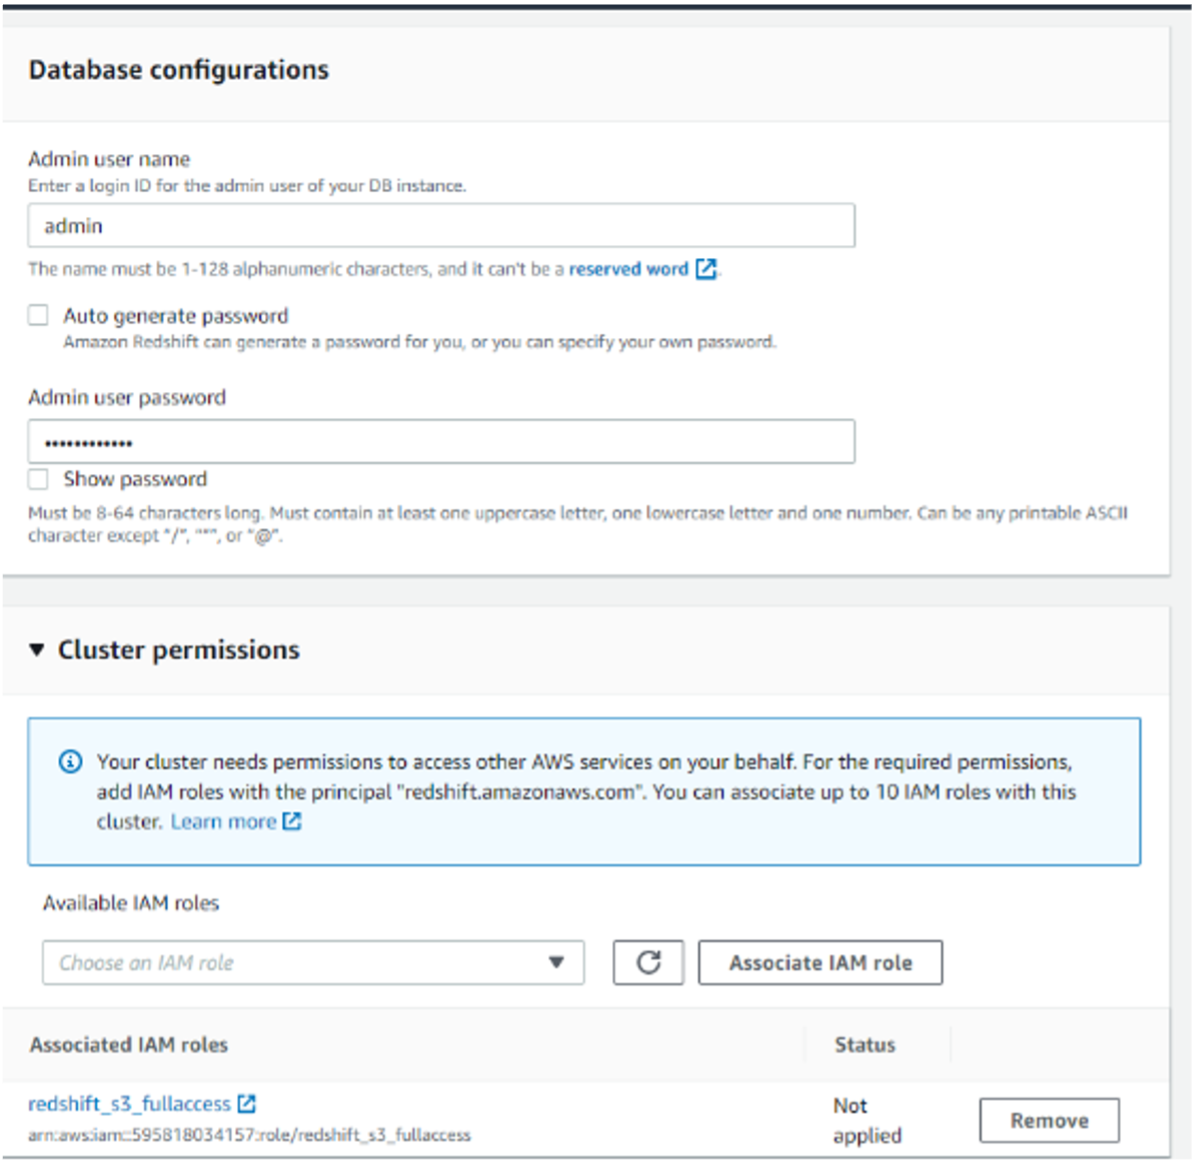 Database configurations
Admin user name
Enter a login ID for the admin user of your DB instance.
admin
The name must be 1-128 alphanumeric characters, and it can't be a reserved word.
Auto generate password
Amazon Redshift can generate a password for you, or you can specify your own password.
Admin user password
••••••••••••
Show password
Must be 8-64 characters long. Must contain at least one uppercase letter, one lowercase letter and one number. Can be any printable ASCII
character except "/", """, or "@".
Cluster permissions
Your cluster needs permissions to access other AWS services on your behalf. For the required permissions,
add IAM roles with the principal "redshift.amazonaws.com". You can associate up to 10 IAM roles with this
cluster. Learn more
Available IAM roles
Choose an IAM role
Associate IAM role
Associated IAM roles Status
redshift_s3_fullaccess
arn:aws:iam::595818034157:role/redshift_s3_fullaccess
Not
applied
Remove